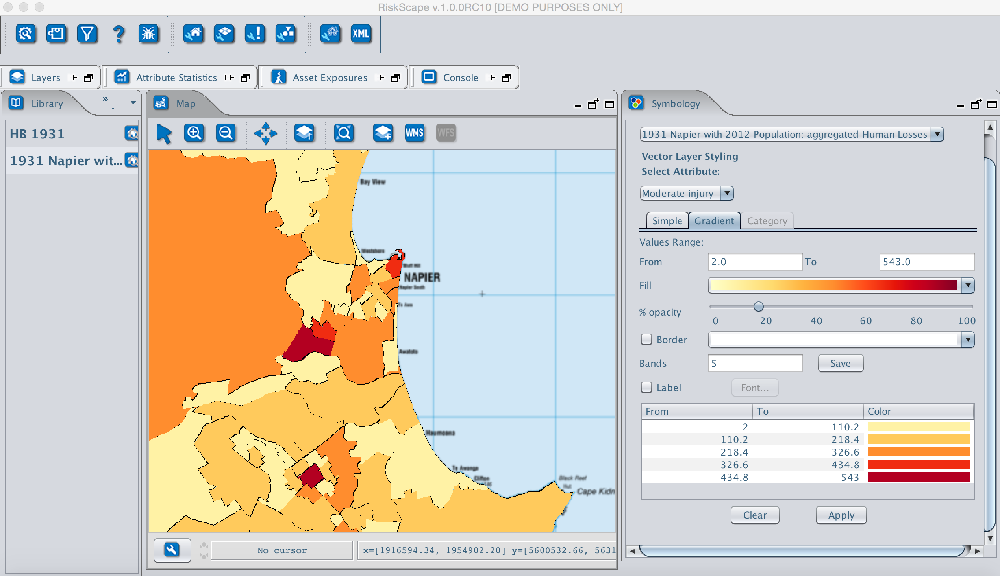 RiskScape v.1.0.0RC10 [DEMO PURPOSES ONLY]
XML
Layers
Attribute Statistics
Asset Exposures
Console
Library
» 1
Map
Symbology
HB 1931
1931 Napier wit...
WMS
WFS
Bay View
Westshore
Bluff Hill
NAPIER
Napier South
Te Awa
Awatoto
Haumoana
Te Awanga
Clifton
Black Reef
Hut
Cape Kidn
No cursor
x=[1916594.34, 1954902.20] y=[5600532.66, 5631
1931 Napier with 2012 Population: aggregated Human Losses
Vector Layer Styling
Select Attribute:
Moderate injury
Simple Gradient Category
Values Range:
From 2.0 To 543.0
Fill
% opacity
0 20 40 60 80 100
Border
Bands 5 Save
Label Font...
From To Color
2 110.2
110.2 218.4
218.4 326.6
326.6 434.8
434.8 543
Clear Apply